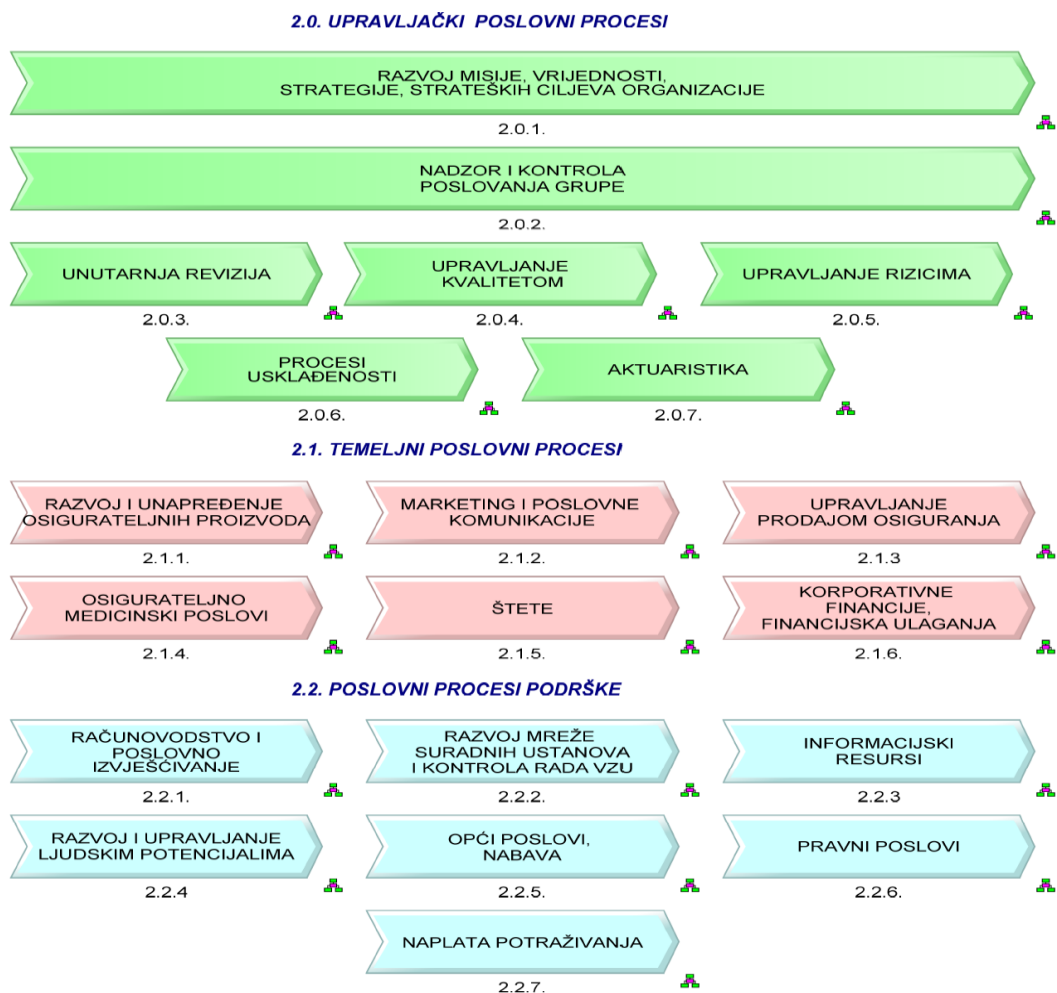 2.0. UPRAVLJAČKI POSLOVNI PROCESI
RAZVOJ MISIJE, VRIJEDNOSTI,
STRATEGIJE, STRATEŠKIH CILJEVA ORGANIZACIJE
2.0.1.
NADZOR I KONTROLA
POSLOVANJA GRUPE
2.0.2.
UNUTARNJA REVIZIJA
2.0.3.
UPRAVLJANJE
KVALITETOM
2.0.4.
UPRAVLJANJE RIZICIMA
2.0.5.
PROCESI
USKLAĐENOSTI
2.0.6.
AKTUARISTIKA
2.0.7.
2.1. TEMELJNI POSLOVNI PROCESI
RAZVOJ I UNAPREĐENJE
OSIGURATELJNIH PROIZVODA
2.1.1.
MARKETING I POSLOVNE
KOMUNIKACIJE
2.1.2.
UPRAVLJANJE
PRODAJOM OSIGURANJA
2.1.3
OSIGURATELJNO
MEDICINSKI POSLOVI
2.1.4.
ŠTETE
2.1.5.
KORPORATIVNE
FINANCIJE,
FINANCIJSKA ULAGANJA
2.1.6.
2.2. POSLOVNI PROCESI PODRŠKE
RAČUNOVODSTVO I
POSLOVNO
IZVJEŠĆIVANJE
2.2.1.
RAZVOJ MREŽE
SURADNIH USTANOVA
I KONTROLA RADA VZU
2.2.2.
INFORMACIJSKI
RESURSI
2.2.3
RAZVOJ I UPRAVLJANJE
LJUDSKIM POTENCIJALIMA
2.2.4
OPĆI POSLOVI,
NABAVA
2.2.5.
PRAVNI POSLOVI
2.2.6.
NAPLATA POTRAŽIVANJA
2.2.7.